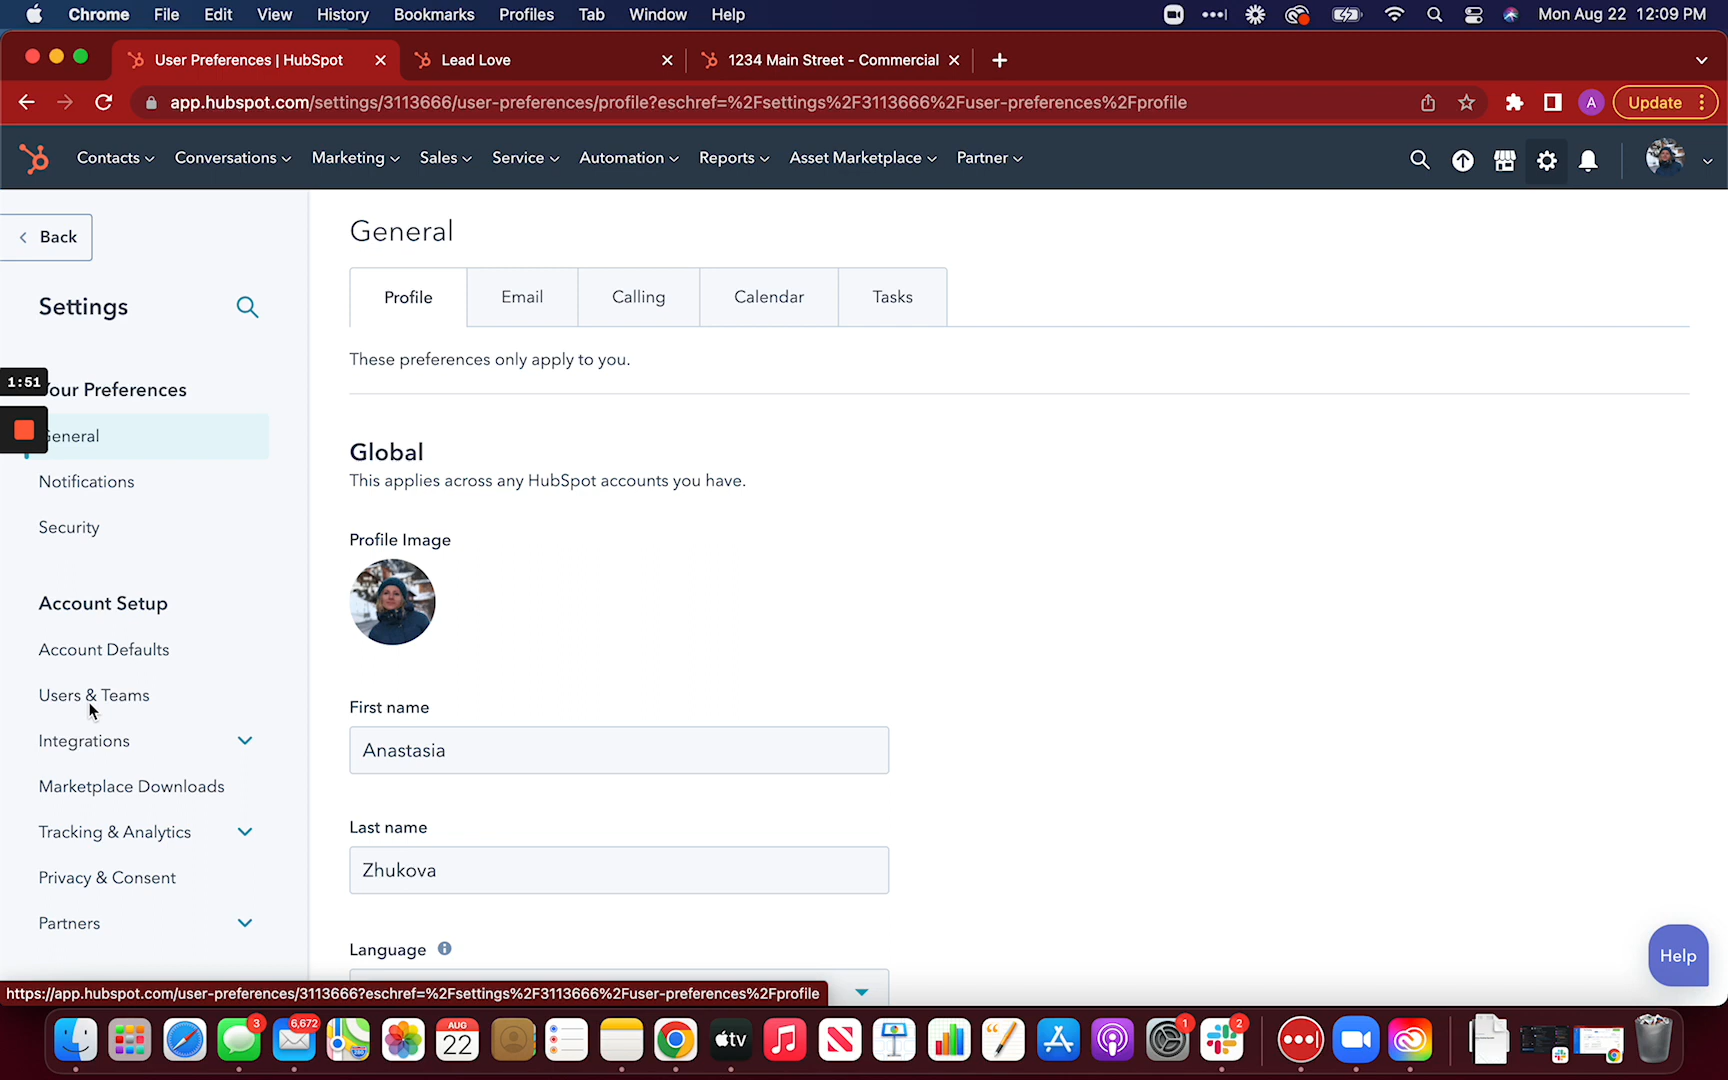 Chrome File Edit View History Bookmarks Profiles Tab Window Help Mon Aug 22 12:09 PM
User Preferences | HubSpot Lead Love 1234 Main Street - Commercial
app.hubspot.com/settings/3113666/user-preferences/profile?eschref=%2Fsettings%2F3113666%2Fuser-preferences%2Fprofile A Update
Contacts Conversations Marketing Sales Service Automation Reports Asset Marketplace Partner
Back
Settings
1:51
our Preferences
eneral
Notifications
Security
Account Setup
Account Defaults
Users & Teams
Integrations
Marketplace Downloads
Tracking & Analytics
Privacy & Consent
Partners
General
Profile Email Calling Calendar Tasks
These preferences only apply to you.
Global
This applies across any HubSpot accounts you have.
Profile Image
First name
Anastasia
Last name
Zhukova
Language
Help
https://app.hubspot.com/user-preferences/3113666?eschref=%2Fsettings%2F3113666%2Fuser-preferences%2Fprofile
3 6,672 AUG 22 tv 1 2